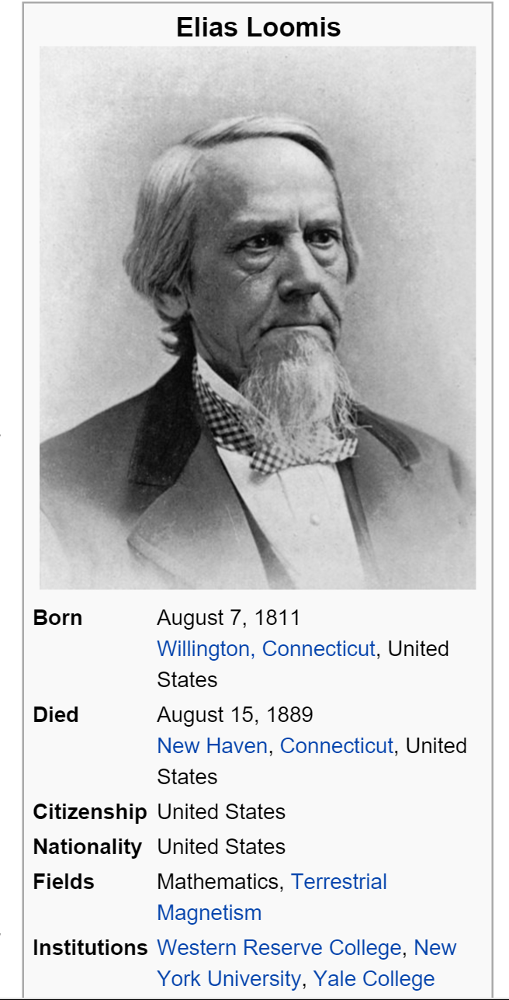 Elias Loomis
Born August 7, 1811
Willington, Connecticut, United
States
Died August 15, 1889
New Haven, Connecticut, United
States
Citizenship United States
Nationality United States
Fields Mathematics, Terrestrial
Magnetism
Institutions Western Reserve College, New
York University, Yale College